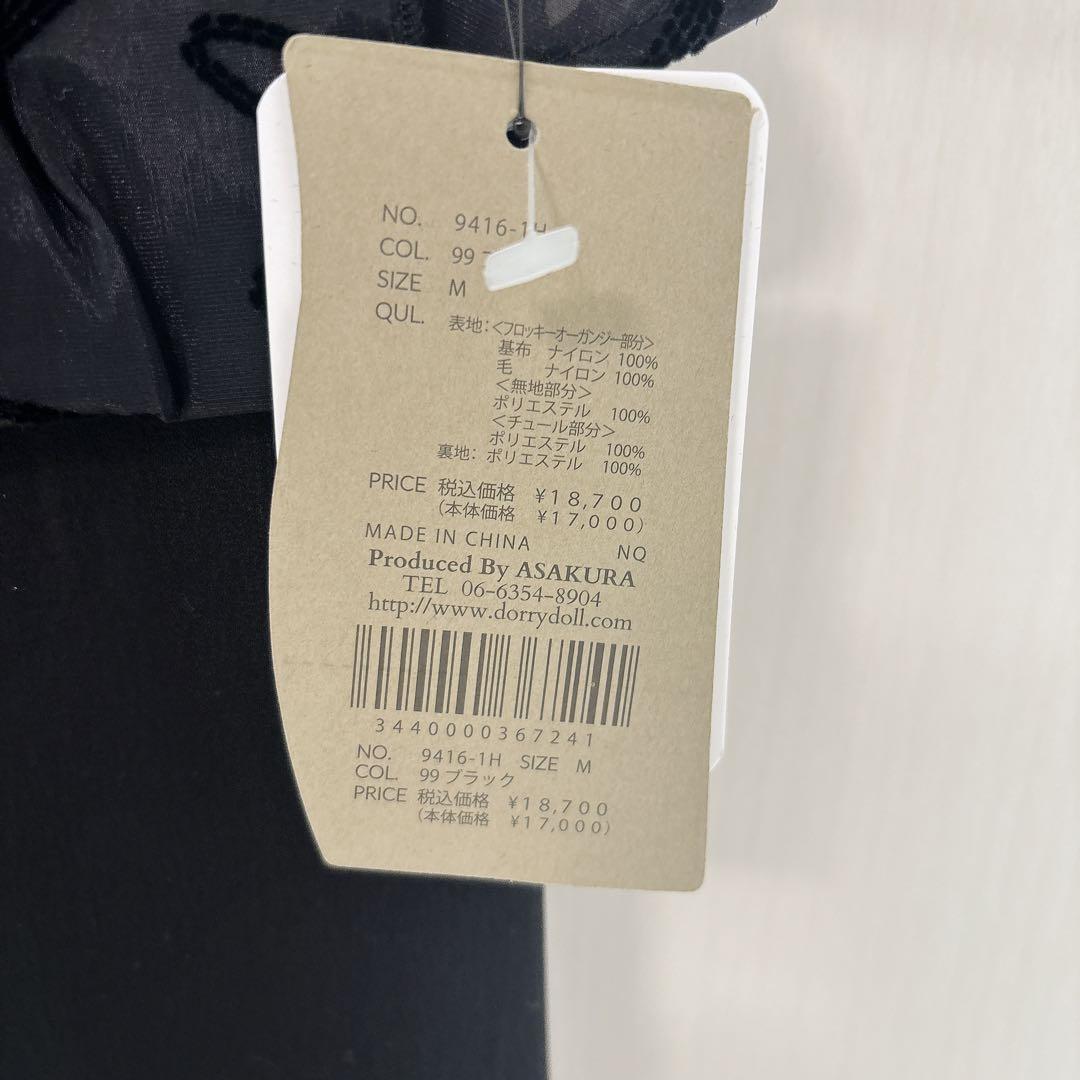 NO. 9416-1H
COL. 99
SIZE M
QUL. 表地：＜フロッキーオーガンジー部分＞
基布 ナイロン 100%
毛 ナイロン 100%
＜無地部分＞
ポリエステル 100%
＜チュール部分＞
ポリエステル 100%
裏地：ポリエステル 100%
PRICE 税込価格 ¥18,700
(本体価格 ¥17,000)
MADE IN CHINA NQ
Produced By ASAKURA
TEL 06-6354-8904
http://www.dorrydoll.com
3440000367241
NO. 9416-1H SIZE M
COL. 99 ブラック
PRICE 税込価格 ¥18,700
(本体価格 ¥17,000)